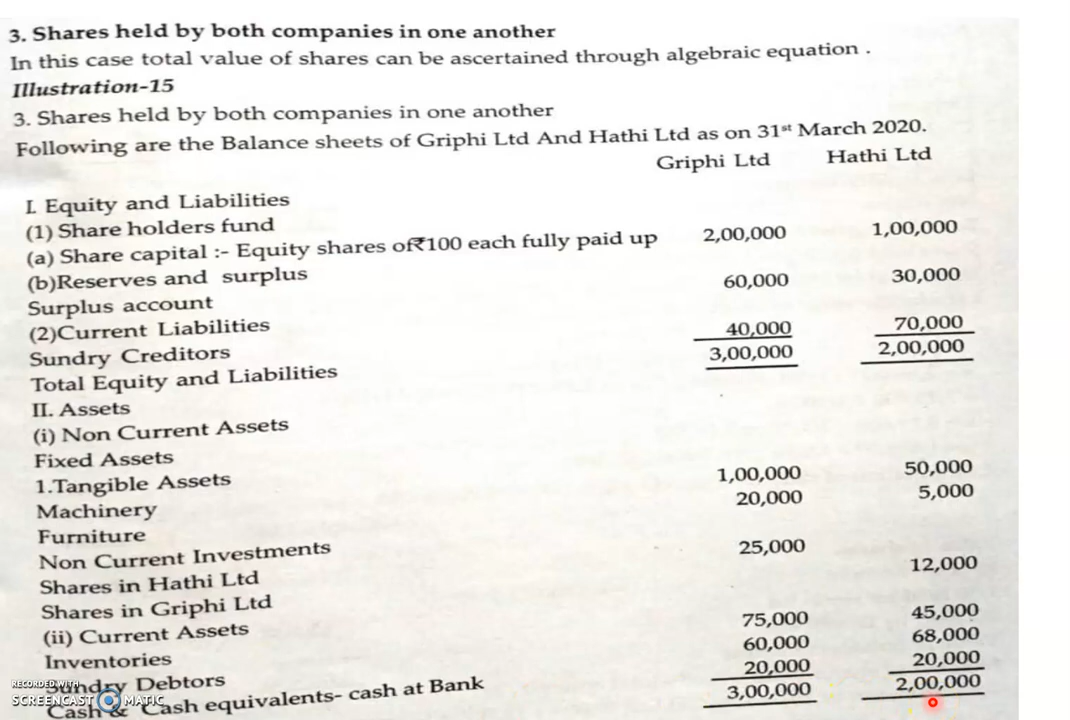 3. Shares held by both companies in one another
In this case total value of shares can be ascertained through algebraic equation .
Illustration-15
3. Shares held by both companies in one another
Following are the Balance sheets of Griphi Ltd And Hathi Ltd as on 31st March 2020.
Griphi Ltd Hathi Ltd
I. Equity and Liabilities
(1) Share holders fund
(a) Share capital :- Equity shares of₹100 each fully paid up 2,00,000 1,00,000
(b)Reserves and surplus
Surplus account 60,000 30,000
(2)Current Liabilities
Sundry Creditors 40,000 70,000
Total Equity and Liabilities 3,00,000 2,00,000
II. Assets
(i) Non Current Assets
Fixed Assets
1.Tangible Assets
Machinery 1,00,000 50,000
Furniture 20,000 5,000
Non Current Investments
Shares in Hathi Ltd 25,000
Shares in Griphi Ltd 12,000
(ii) Current Assets
Inventories 75,000 45,000
Sundry Debtors 60,000 68,000
Cash & Cash equivalents- cash at Bank 20,000 20,000
3,00,000 2,00,000
RECORDED WITH
SCREENCAST MATIC